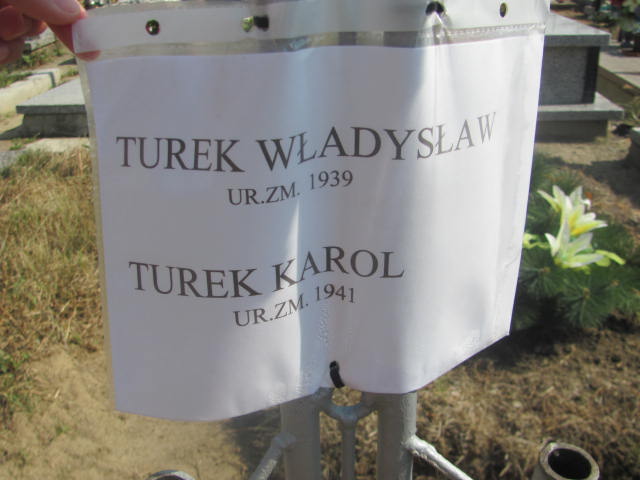 TUREK WŁADYSŁAW
UR.ZM. 1939
TUREK KAROL
UR.ZM. 1941